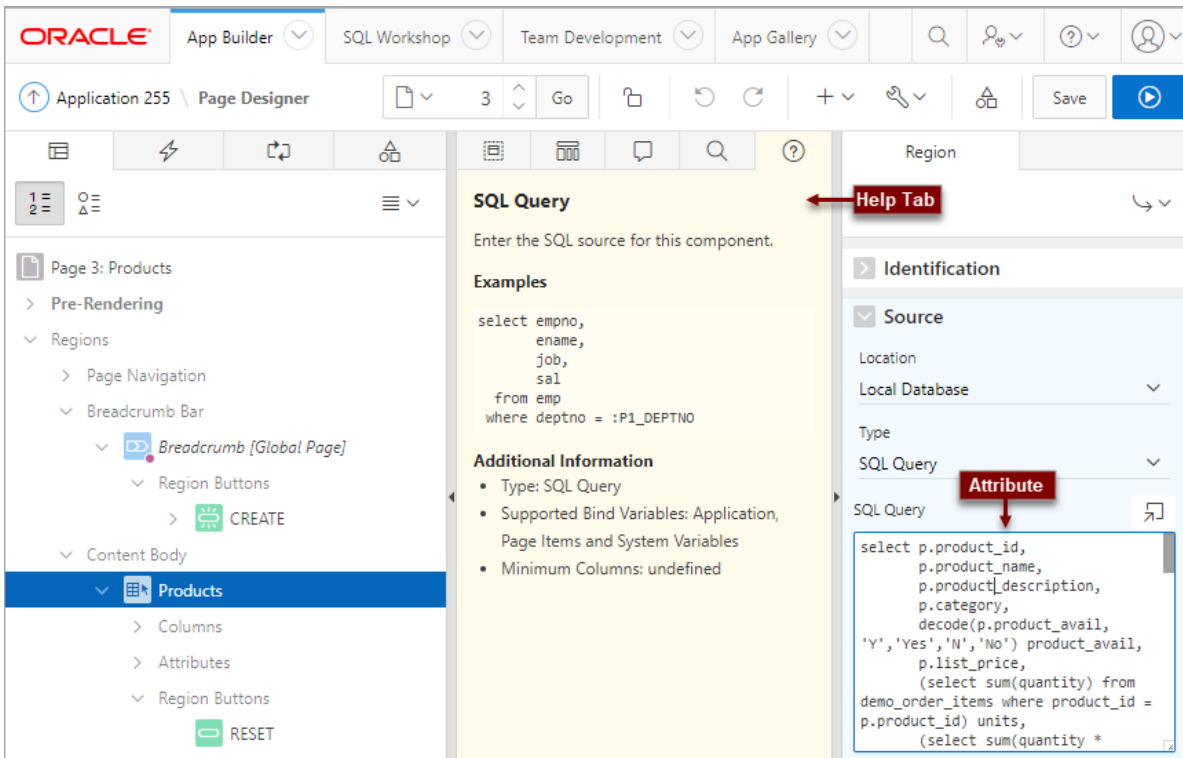 ORACLE
App Builder
SQL Workshop
Team Development
App Gallery
Application 255 \ Page Designer
3
Go
Save
Region
1
2
Page 3: Products
Pre-Rendering
Regions
Page Navigation
Breadcrumb Bar
Breadcrumb [Global Page]
Region Buttons
CREATE
Content Body
Products
Columns
Attributes
Region Buttons
RESET
SQL Query
Enter the SQL source for this component.
Examples
select empno,
ename,
job,
sal
from emp
where deptno = :P1_DEPTNO
Additional Information
• Type: SQL Query
• Supported Bind Variables: Application,
Page Items and System Variables
• Minimum Columns: undefined
Help Tab
Identification
Source
Location
Local Database
Type
SQL Query
Attribute
SQL Query
select p.product_id,
p.product_name,
p.product_description,
p.category,
decode(p.product_avail,
'Y','Yes','N','No') product_avail,
p.list_price,
(select sum(quantity) from
demo_order_items where product_id =
p.product_id) units,
(select sum(quantity *